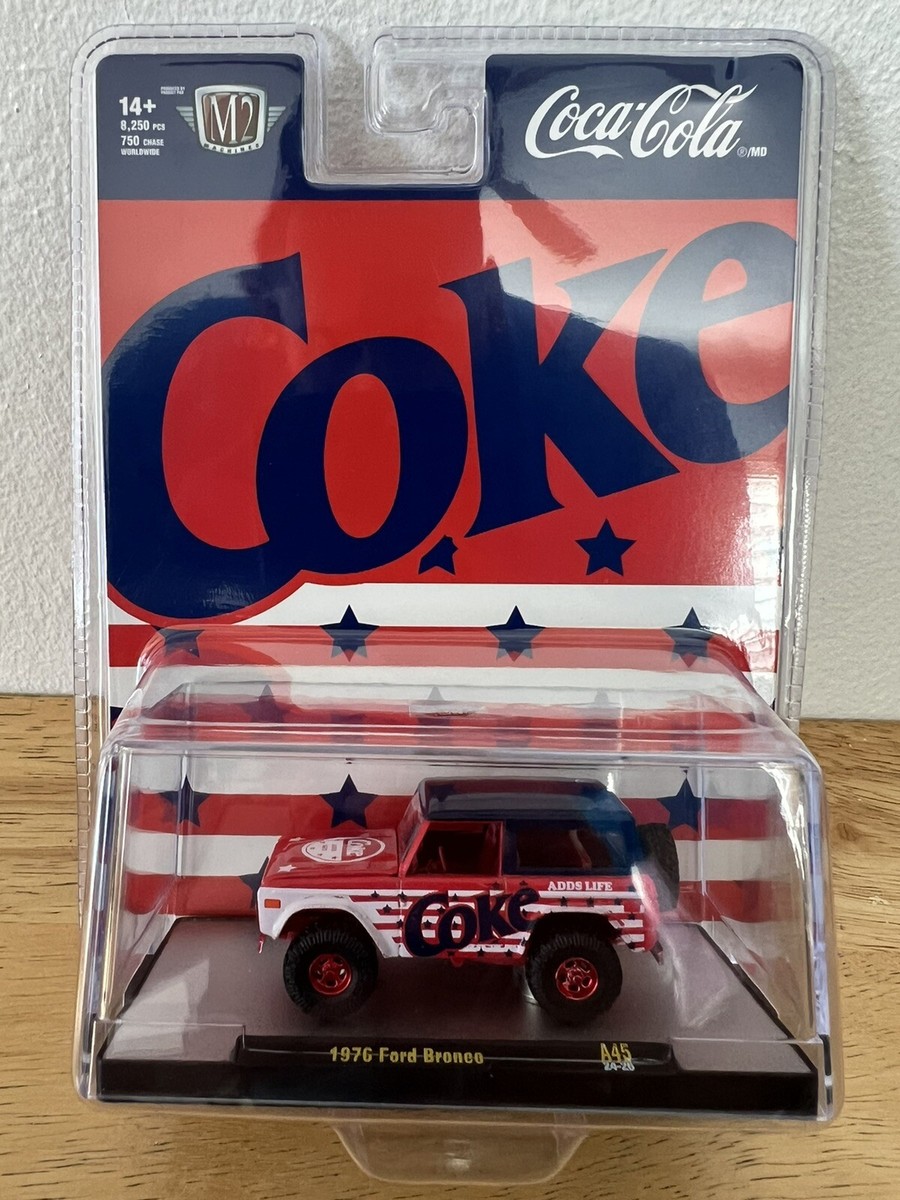 14+
8,250 PCS
750 CHASE
WORLDWIDE
M2
MACHINES
Coca-Cola ®/MD
Coke
Coke
ADDS LIFE
Coke
1976 Ford Bronco
A45
24-20